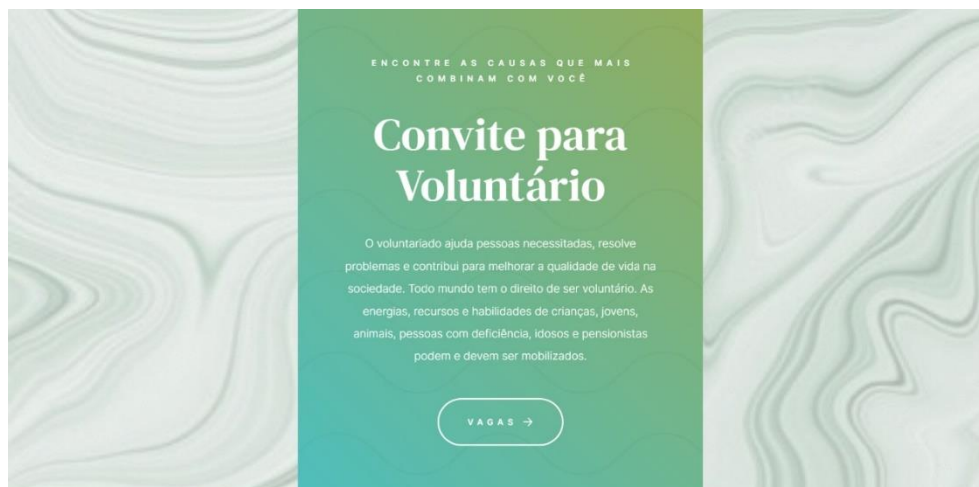 ENCONTRE AS CAUSAS QUE MAIS
COMBINAM COM VOCÊ
Convite para
Voluntário
O voluntariado ajuda pessoas necessitadas, resolve
problemas e contribui para melhorar a qualidade de vida na
sociedade. Todo mundo tem o direito de ser voluntário. As
energias, recursos e habilidades de crianças, jovens,
animais, pessoas com deficiência, idosos e pensionistas
podem e devem ser mobilizados.
VAGAS →